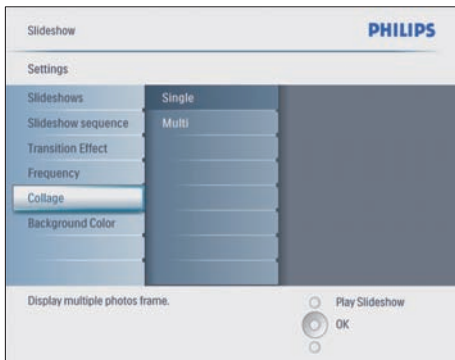 Slideshow
PHILIPS
Settings
Slideshows
Single
Slideshow sequence
Multi
Transition Effect
Frequency
Collage
Background Color
Display multiple photos frame.
Play Slideshow
OK